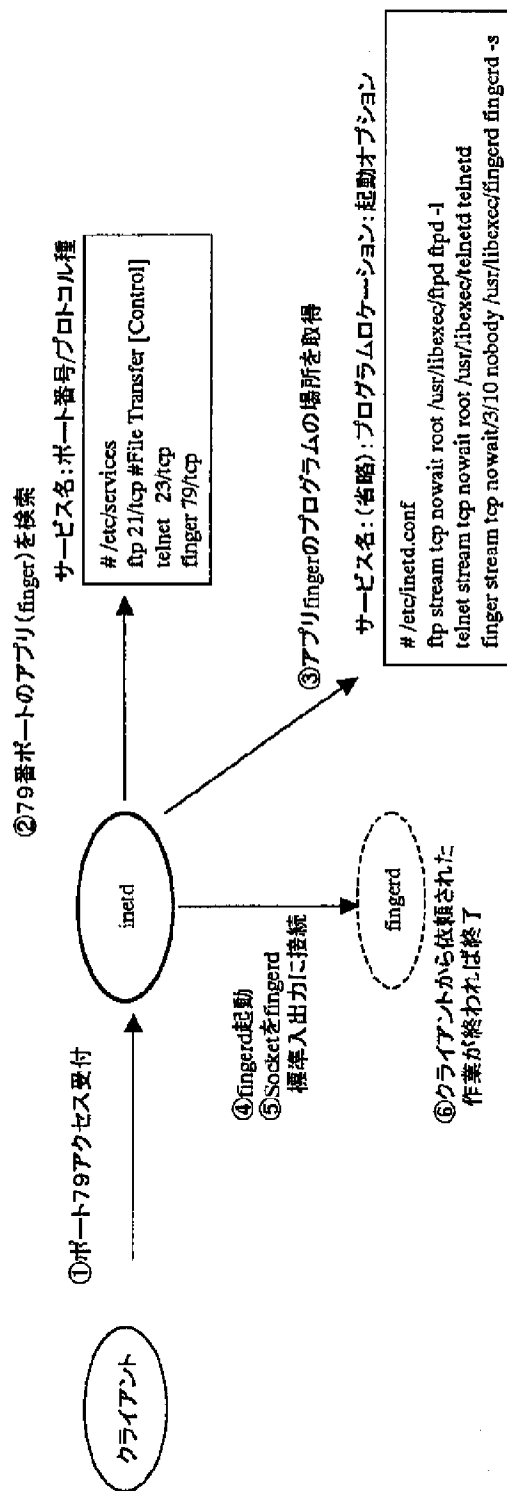 クライアント
①ポート79アクセス受付
inetd
②79番ポートのアプリ(finger)を検索
サービス名:ポート番号/プロトコル種
# /etc/services
ftp 21/tcp #File Transfer [Control]
telnet 23/tcp
finger 79/tcp
③アプリfingerのプログラムの場所を取得
サービス名:(省略):プログラムロケーション:起動オプション
# /etc/inetd.conf
ftp stream tcp nowait root /usr/libexec/ftpd ftpd -l
telnet stream tcp nowait root /usr/libexec/telnetd telnetd
finger stream tcp nowait/3/10 nobody /usr/libexec/fingerd fingerd -s
④fingerd起動
⑤Socketをfingerd
標準入出力に接続
fingerd
⑥クライアントから依頼された
作業が終われば終了